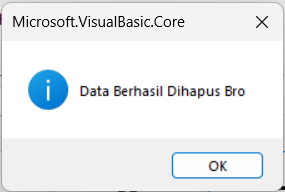 Microsoft.VisualBasic.Core
Data Berhasil Dihapus Bro
OK